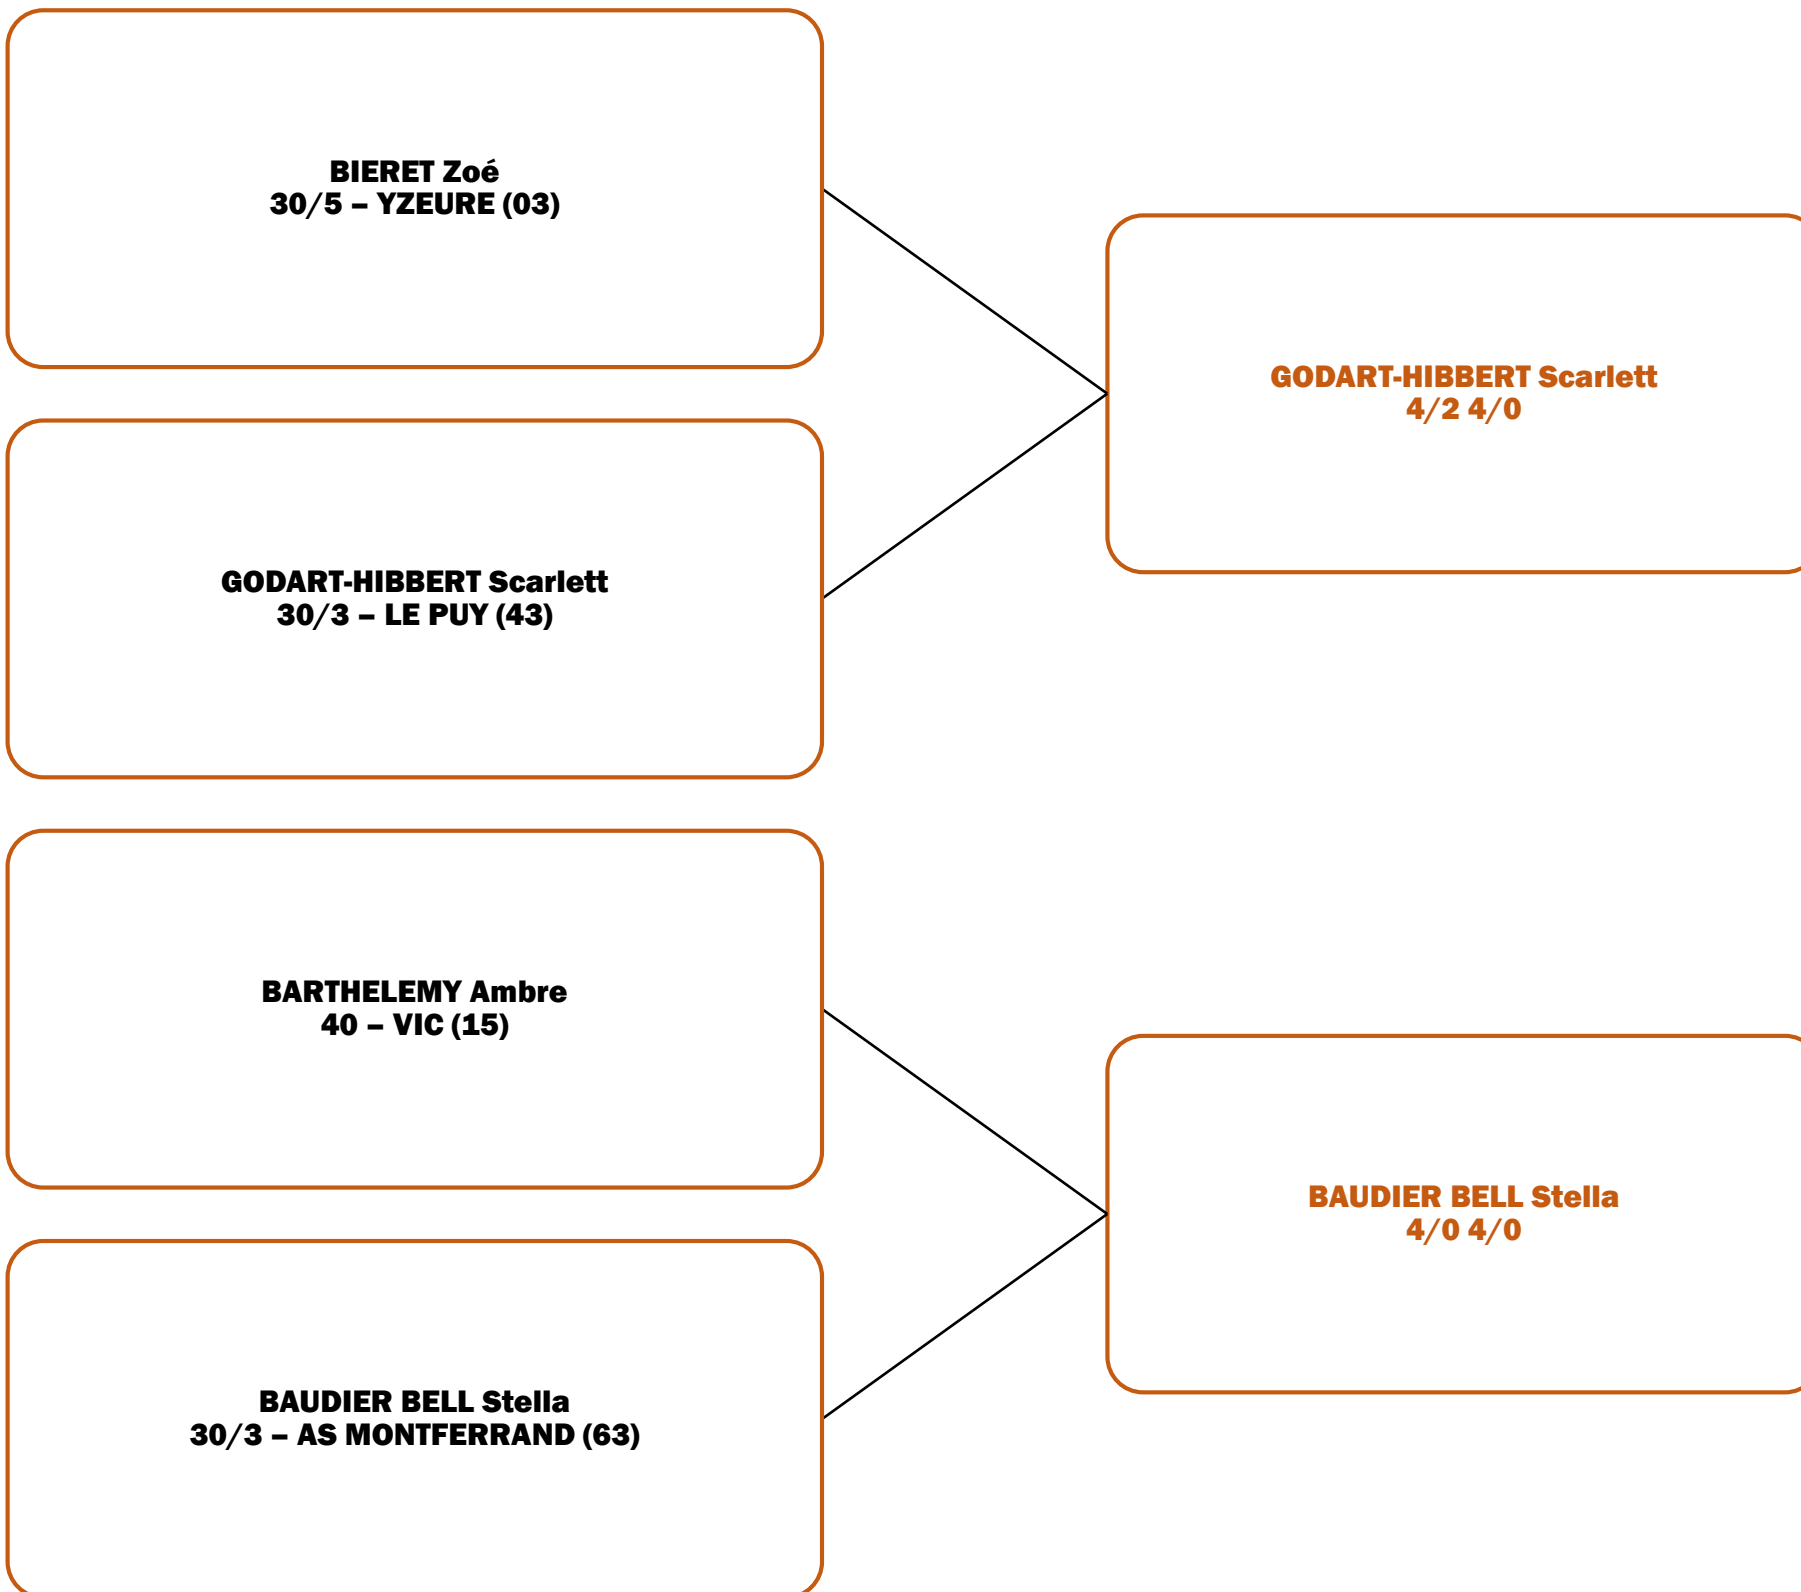 BIERET Zoé
30/5 – YZEURE (03)
GODART-HIBBERT Scarlett
4/2 4/0
GODART-HIBBERT Scarlett
30/3 – LE PUY (43)
BARTHELEMY Ambre
40 – VIC (15)
BAUDIER BELL Stella
4/0 4/0
BAUDIER BELL Stella
30/3 – AS MONTFERRAND (63)